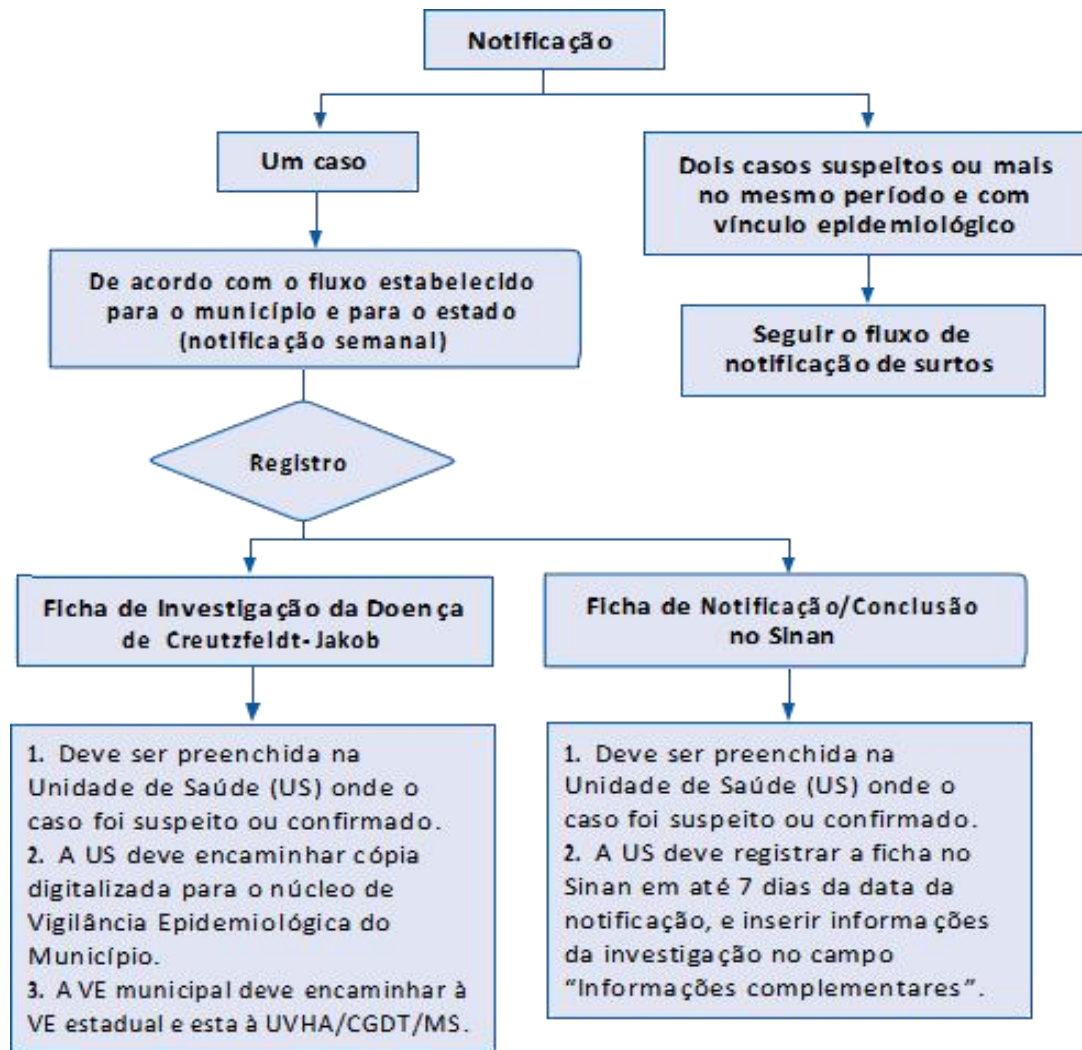 Notificação
Um caso
Dois casos suspeitos ou mais
no mesmo período e com
vínculo epidemiológico
De acordo com o fluxo estabelecido
para o município e para o estado
(notificação semanal)
Seguir o fluxo de
notificação de surtos
Registro
Ficha de Investigação da Doença
de Creutzfeldt-Jakob
Ficha de Notificação/Conclusão
no Sinan
1. Deve ser preenchida na
Unidade de Saúde (US) onde o
caso foi suspeito ou confirmado.
2. A US deve encaminhar cópia
digitalizada para o núcleo de
Vigilância Epidemiológica do
Município.
3. A VE municipal deve encaminhar à
VE estadual e esta à UVHA/CGDT/MS.
1. Deve ser preenchida na
Unidade de Saúde (US) onde o
caso foi suspeito ou confirmado.
2. A US deve registrar a ficha no
Sinan em até 7 dias da data da
notificação, e inserir informações
da investigação no campo
“Informações complementares”.